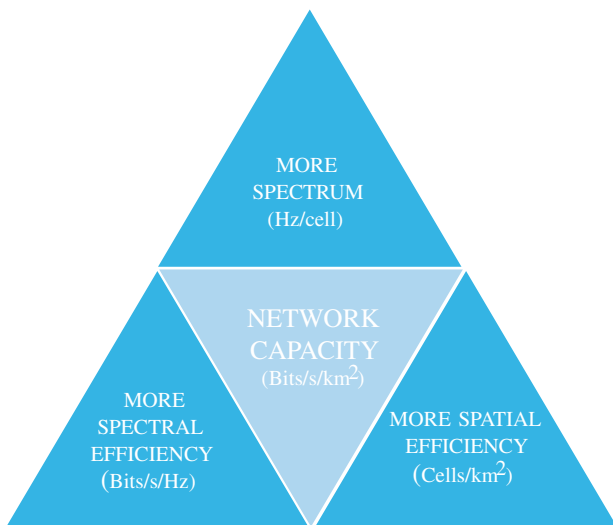 MORE
SPECTRUM
(Hz/cell)
NETWORK
CAPACITY
(Bits/s/km²)
MORE
SPECTRAL
EFFICIENCY
(Bits/s/Hz)
MORE SPATIAL
EFFICIENCY
(Cells/km²)